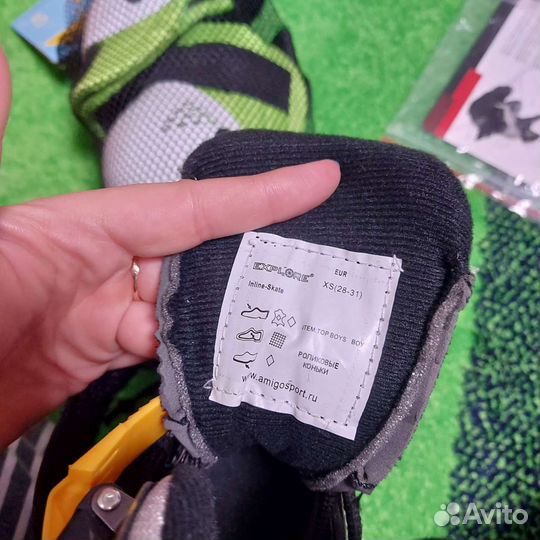 EXPLORE®
EUR
Inline-Skate
XS(28-31)
ITEM:TOP BOYS BOY
РОЛИКОВЫЕ
КОНЬКИ
www.amigosport.ru
Avito